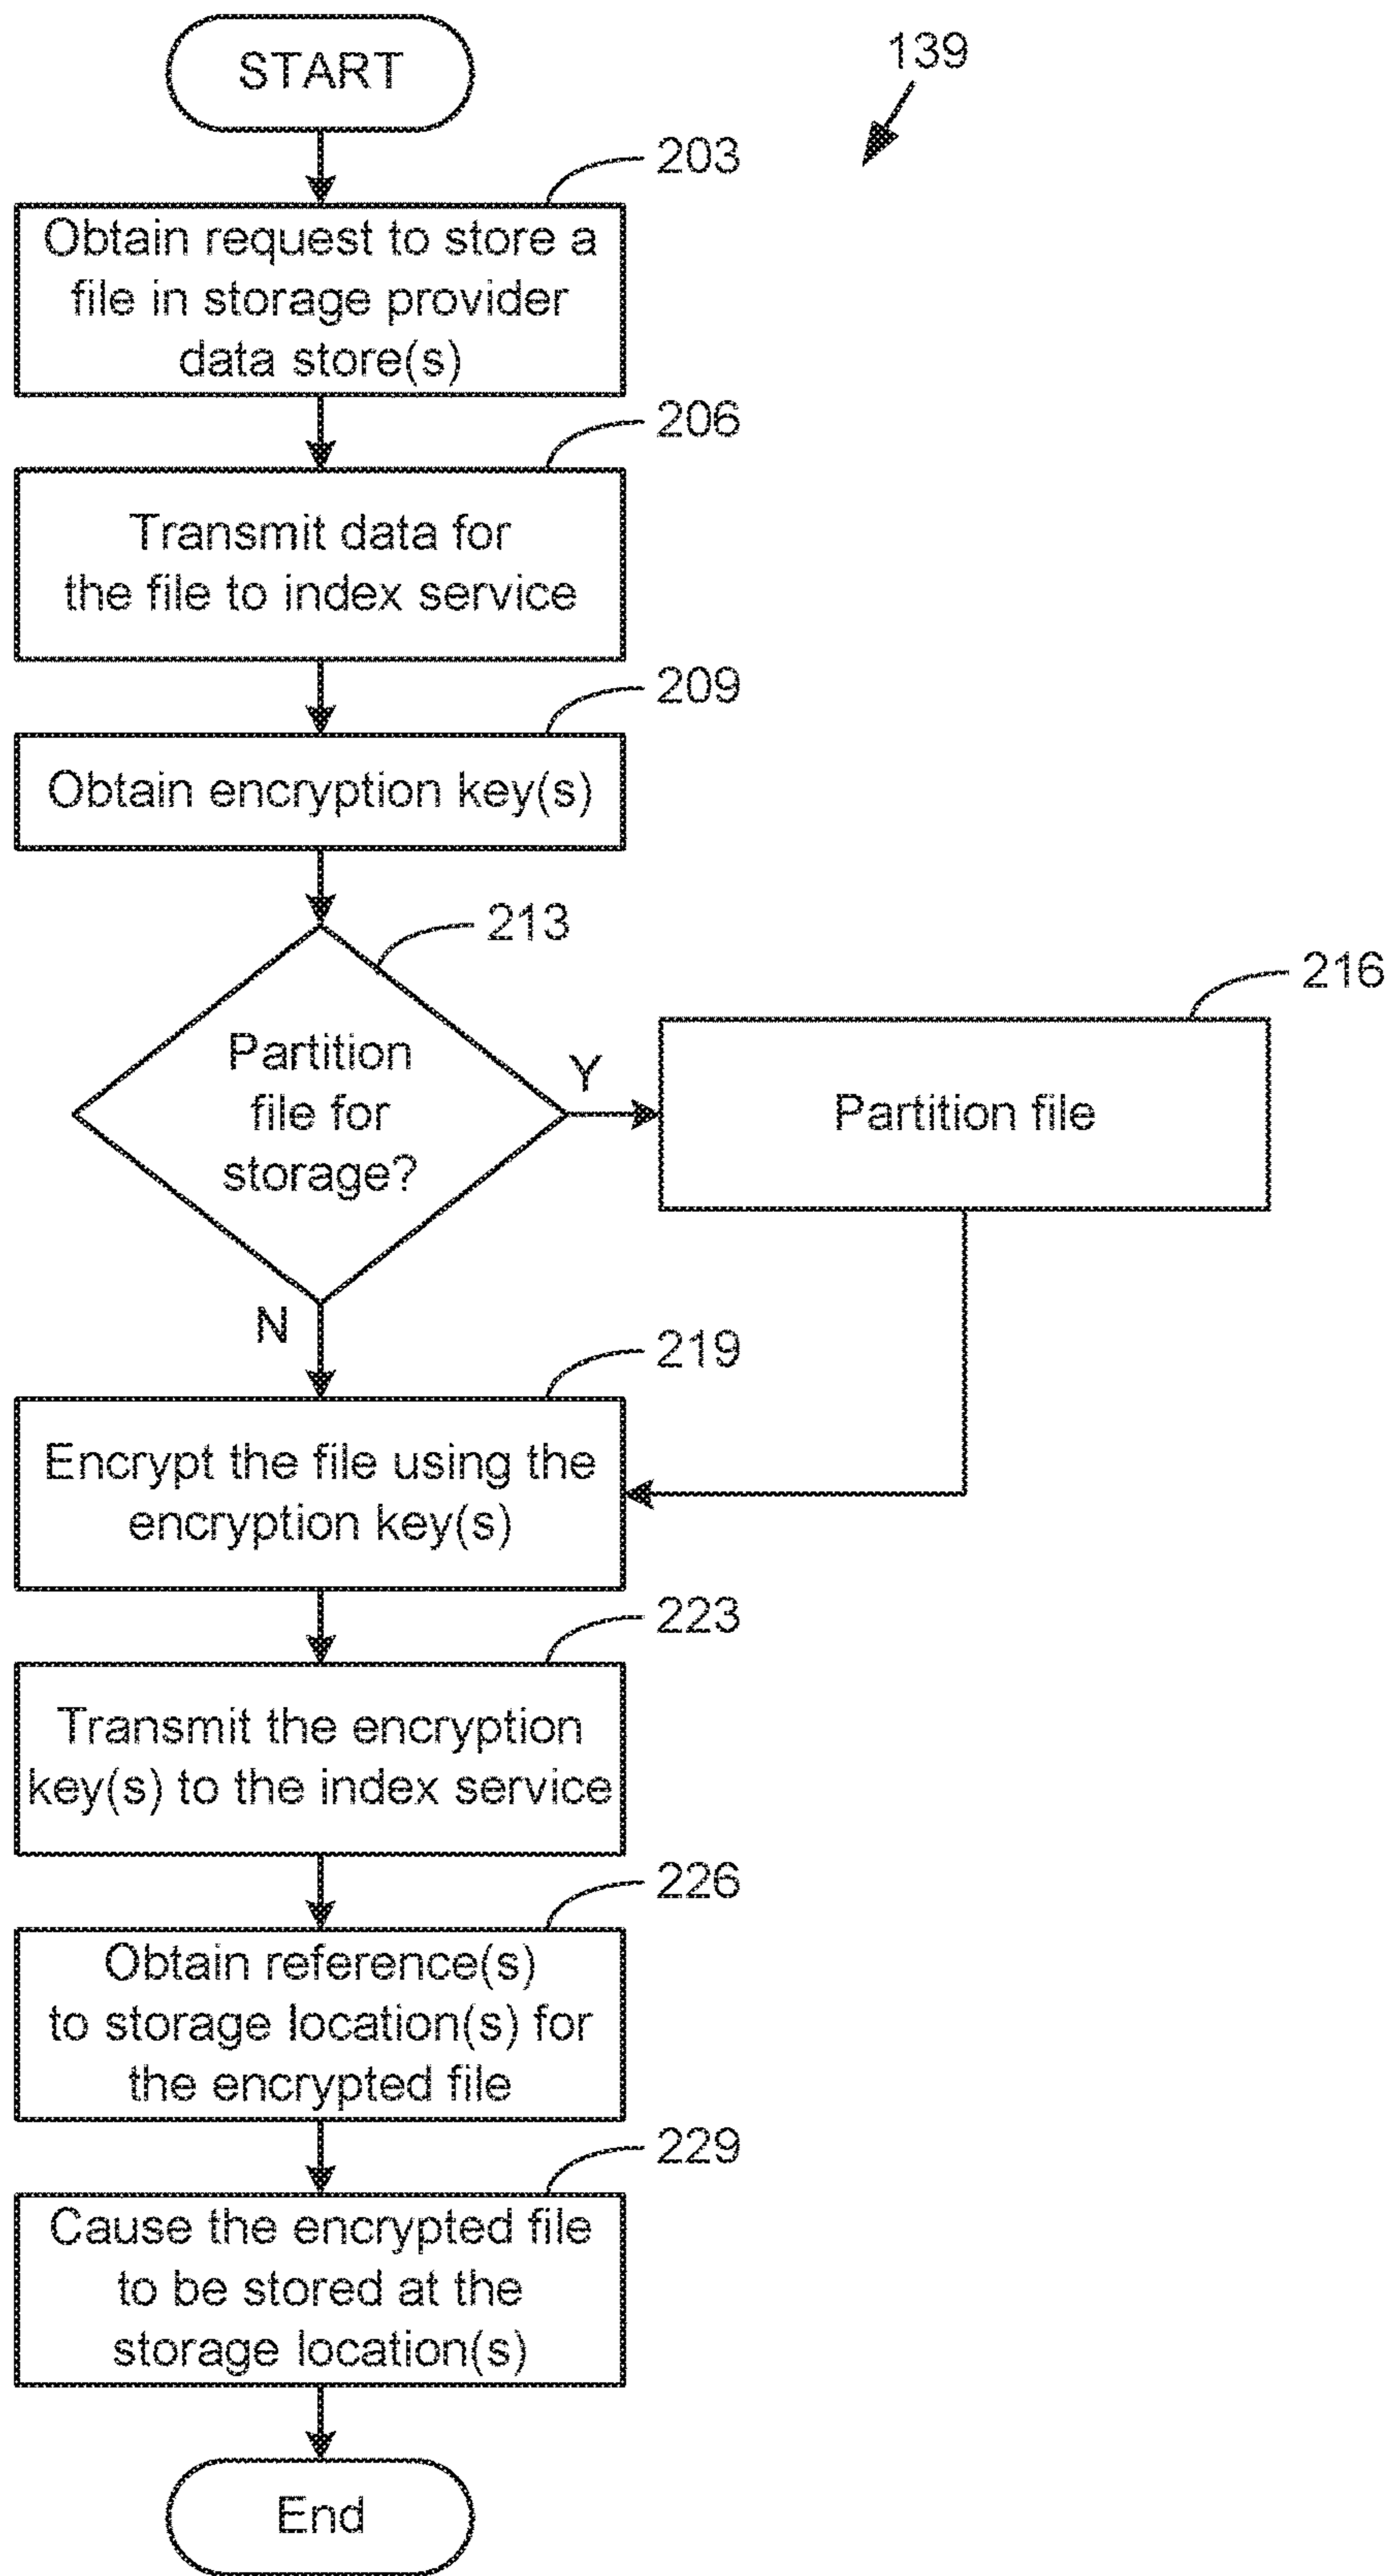 START
139
203
Obtain request to store a
file in storage provider
data store(s)
206
Transmit data for
the file to index service
209
Obtain encryption key(s)
213
Partition
file for
storage?
Y
216
Partition file
N
219
Encrypt the file using the
encryption key(s)
223
Transmit the encryption
key(s) to the index service
226
Obtain reference(s)
to storage location(s) for
the encrypted file
229
Cause the encrypted file
to be stored at the
storage location(s)
End